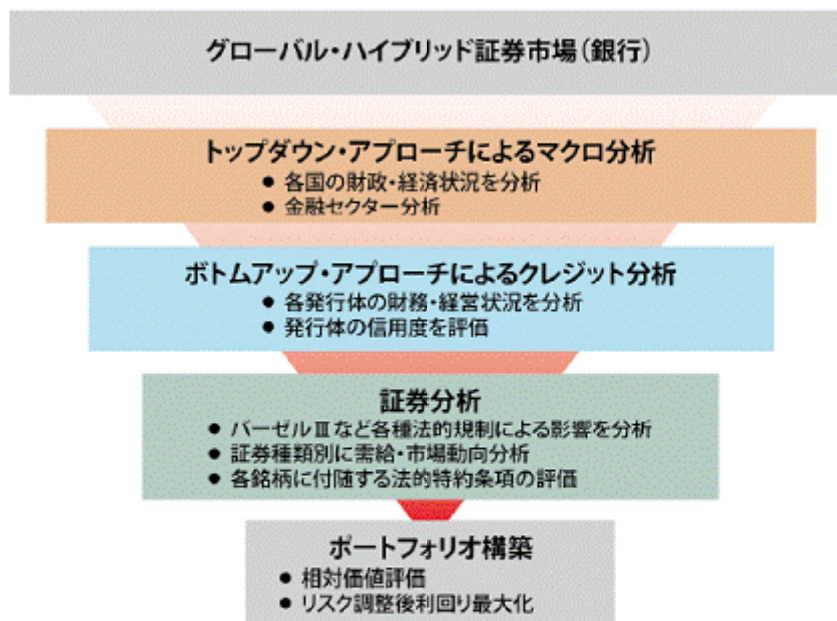 グローバル・ハイブリッド証券市場（銀行）
トップダウン・アプローチによるマクロ分析
● 各国の財政・経済状況を分析
● 金融セクター分析
ボトムアップ・アプローチによるクレジット分析
● 各発行体の財務・経営状況を分析
● 発行体の信用度を評価
証券分析
● バーゼルⅢなど各種法的規制による影響を分析
● 証券種類別に需給・市場動向分析
● 各銘柄に付随する法的特約条項の評価
ポートフォリオ構築
● 相対価値評価
● リスク調整後利回り最大化